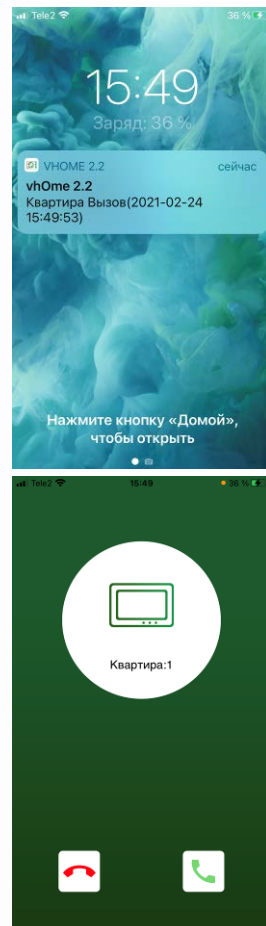 Tele2 36 %
15:49
Заряд: 36 %
VHOME 2.2 сейчас
vhOme 2.2
Квартира Вызов(2021-02-24
15:49:53)
Нажмите кнопку «Домой»,
чтобы открыть
Tele2 15:49 36 %
Квартира:1